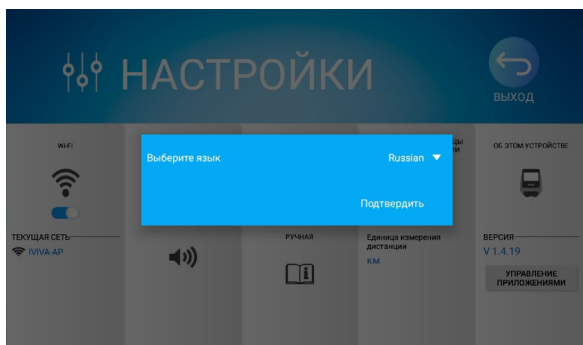 НАСТРОЙКИ
ВЫХОД
Wi-Fi
ОБ ЭТОМ УСТРОЙСТВЕ
Выберите язык
Russian
Подтвердить
ТЕКУЩАЯ СЕТЬ
IVIVA-AP
РУЧНАЯ
Единица измерения
дистанции
КМ
ВЕРСИЯ
V 1.4.19
УПРАВЛЕНИЕ
ПРИЛОЖЕНИЯМИ